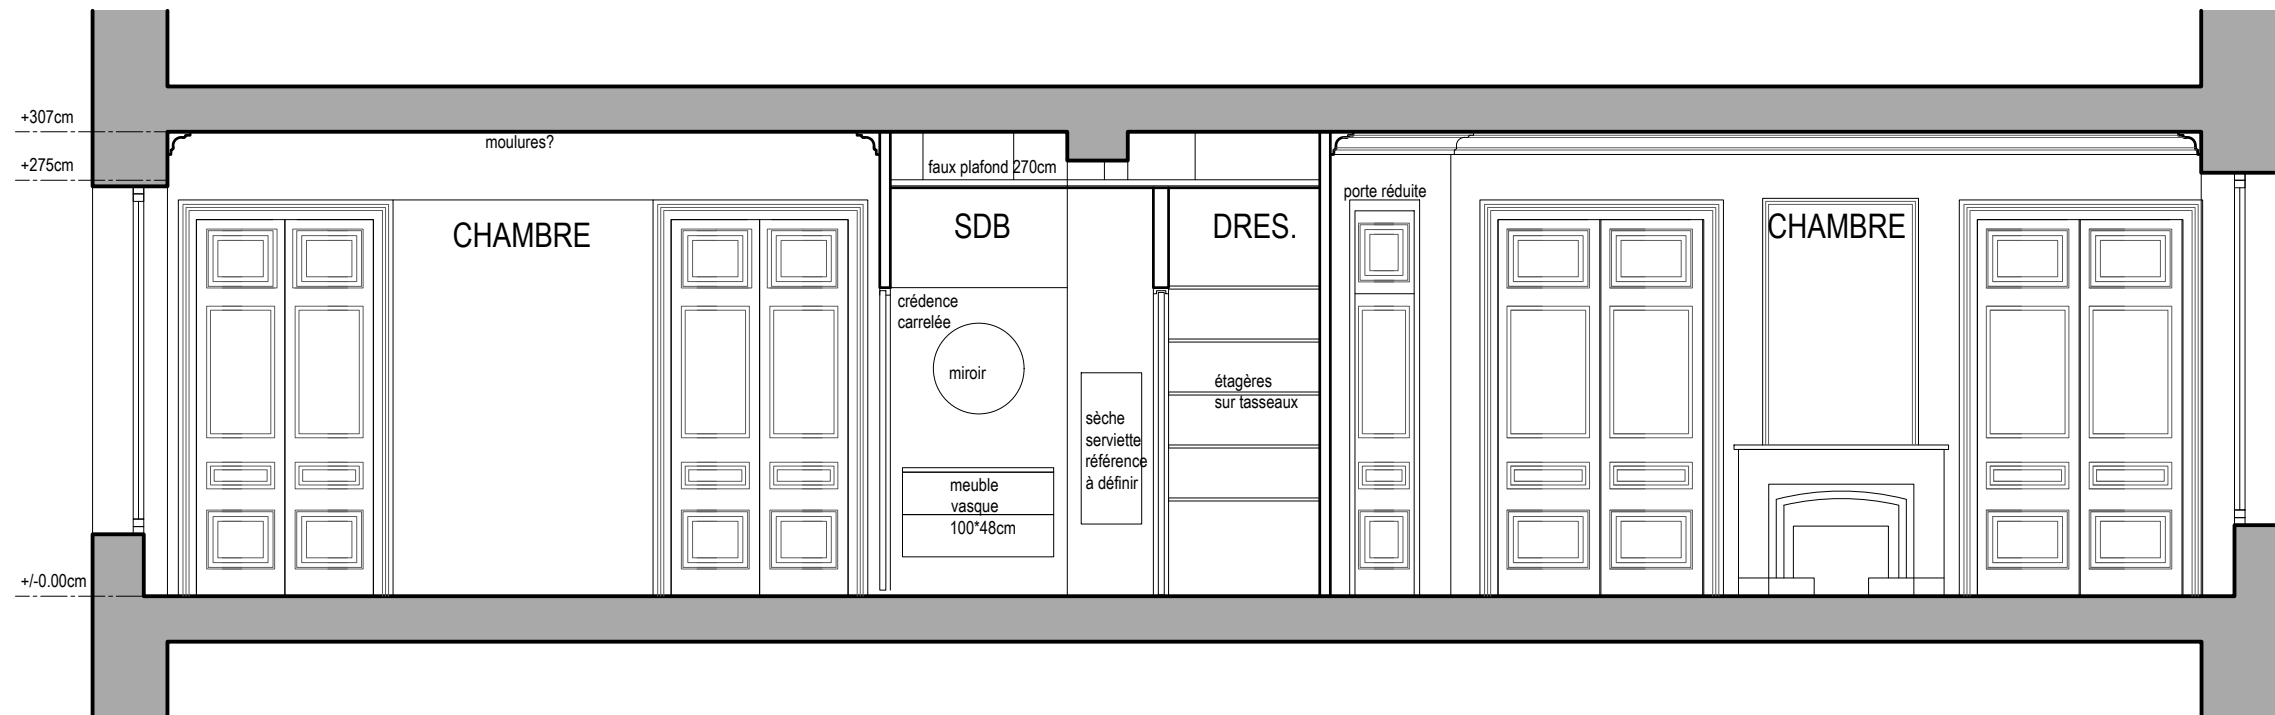 +307cm
moulures?
+275cm
faux plafond 270cm
porte réduite
CHAMBRE
SDB
DRES.
CHAMBRE
crédence
carrelée
miroir
étagères
sur tasseaux
sèche
serviette
référence
à définir
meuble
vasque
100*48cm
+/-0.00cm